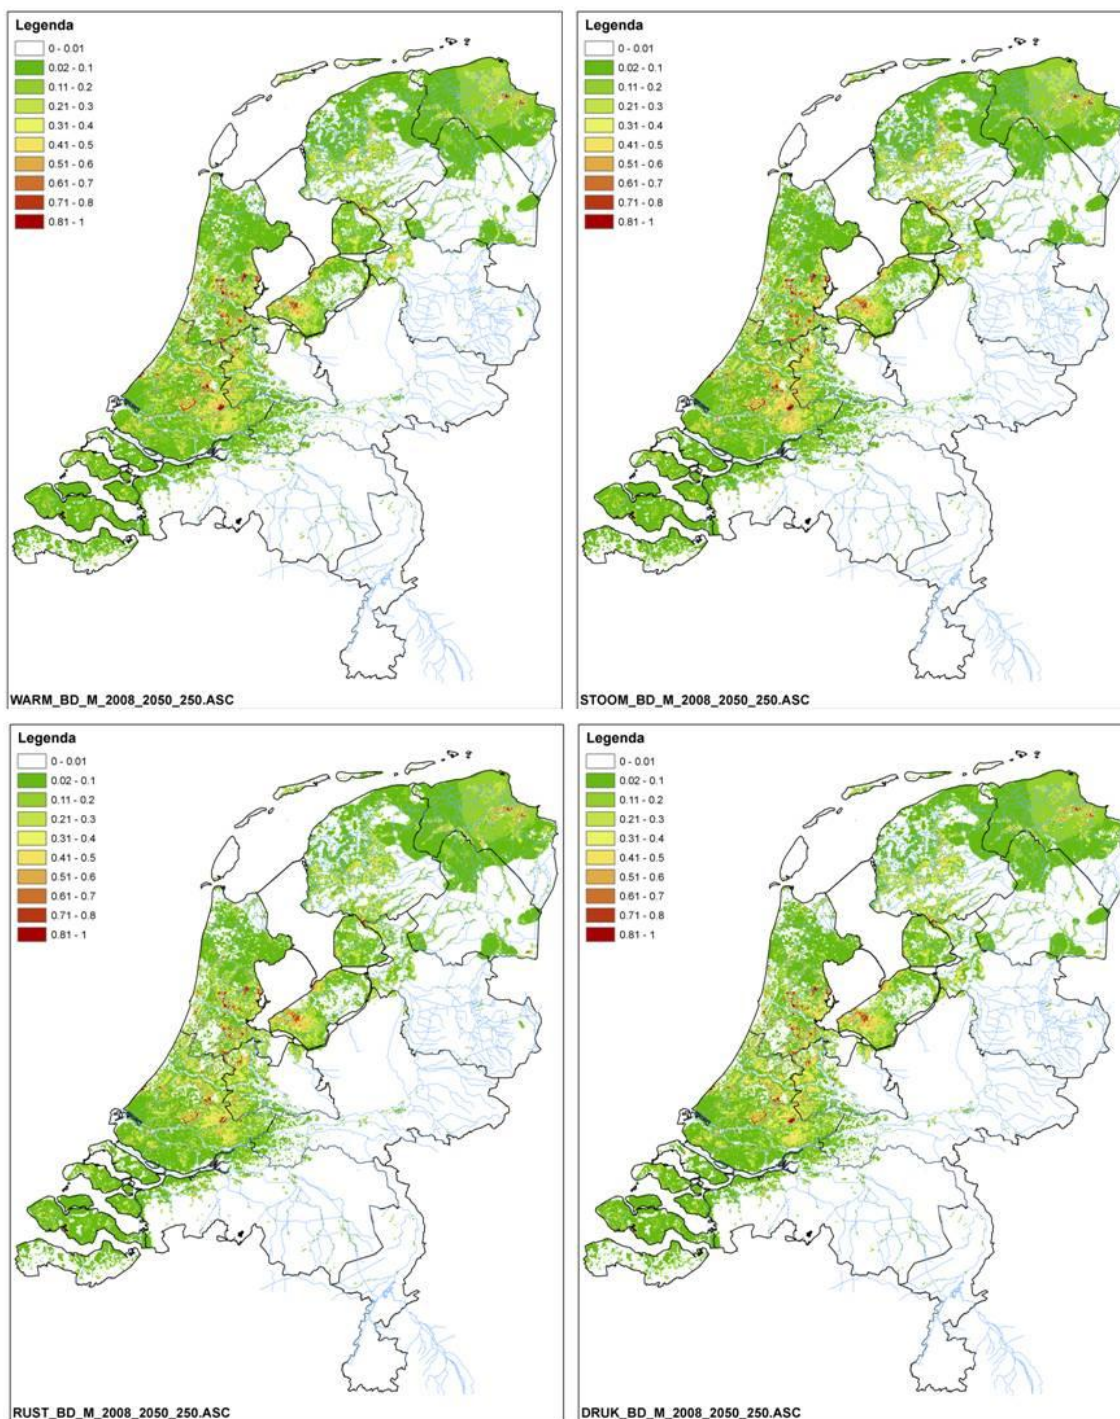 Legenda
0 - 0.01
0.02 - 0.1
0.11 - 0.2
0.21 - 0.3
0.31 - 0.4
0.41 - 0.5
0.51 - 0.6
0.61 - 0.7
0.71 - 0.8
0.81 - 1
WARM_BD_M_2008_2050_250.ASC
Legenda
0 - 0.01
0.02 - 0.1
0.11 - 0.2
0.21 - 0.3
0.31 - 0.4
0.41 - 0.5
0.51 - 0.6
0.61 - 0.7
0.71 - 0.8
0.81 - 1
STOOM_BD_M_2008_2050_250.ASC
Legenda
0 - 0.01
0.02 - 0.1
0.11 - 0.2
0.21 - 0.3
0.31 - 0.4
0.41 - 0.5
0.51 - 0.6
0.61 - 0.7
0.71 - 0.8
0.81 - 1
RUST_BD_M_2008_2050_250.ASC
Legenda
0 - 0.01
0.02 - 0.1
0.11 - 0.2
0.21 - 0.3
0.31 - 0.4
0.41 - 0.5
0.51 - 0.6
0.61 - 0.7
0.71 - 0.8
0.81 - 1
DRUK_BD_M_2008_2050_250.ASC